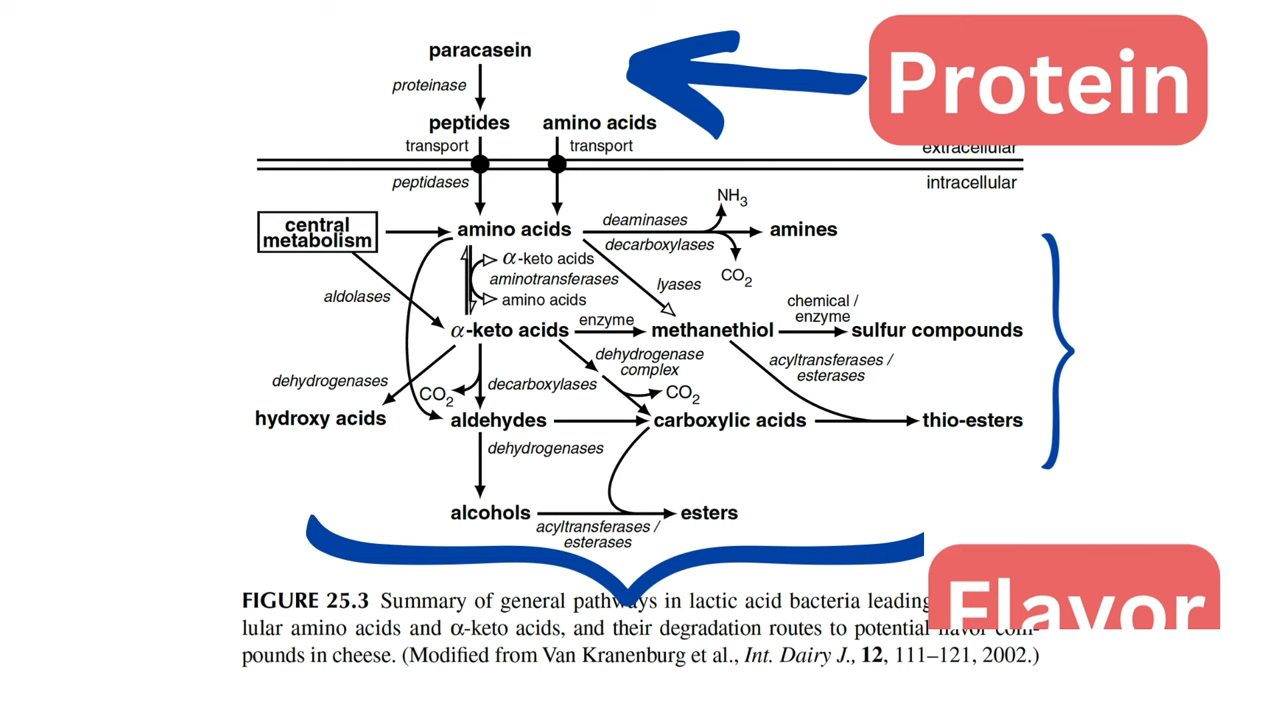 paracasein
Protein
proteinase
peptides amino acids
transport transport
extracellular
peptidases
intracellular
NH3
central
metabolism
amino acids
deaminases
decarboxylases
amines
CO2
α-keto acids
aminotransferases
amino acids
lyases
aldolases
α-keto acids
enzyme
methanethiol
chemical /
enzyme
sulfur compounds
dehydrogenase
complex
acyltransferases /
esterases
dehydrogenases
CO2
decarboxylases
CO2
hydroxy acids
aldehydes
carboxylic acids
thio-esters
dehydrogenases
alcohols
esters
acyltransferases /
esterases
Flavor
FIGURE 25.3 Summary of general pathways in lactic acid bacteria leading
lular amino acids and α-keto acids, and their degradation routes to potential flavor com-
pounds in cheese. (Modified from Van Kranenburg et al., Int. Dairy J., 12, 111–121, 2002.)